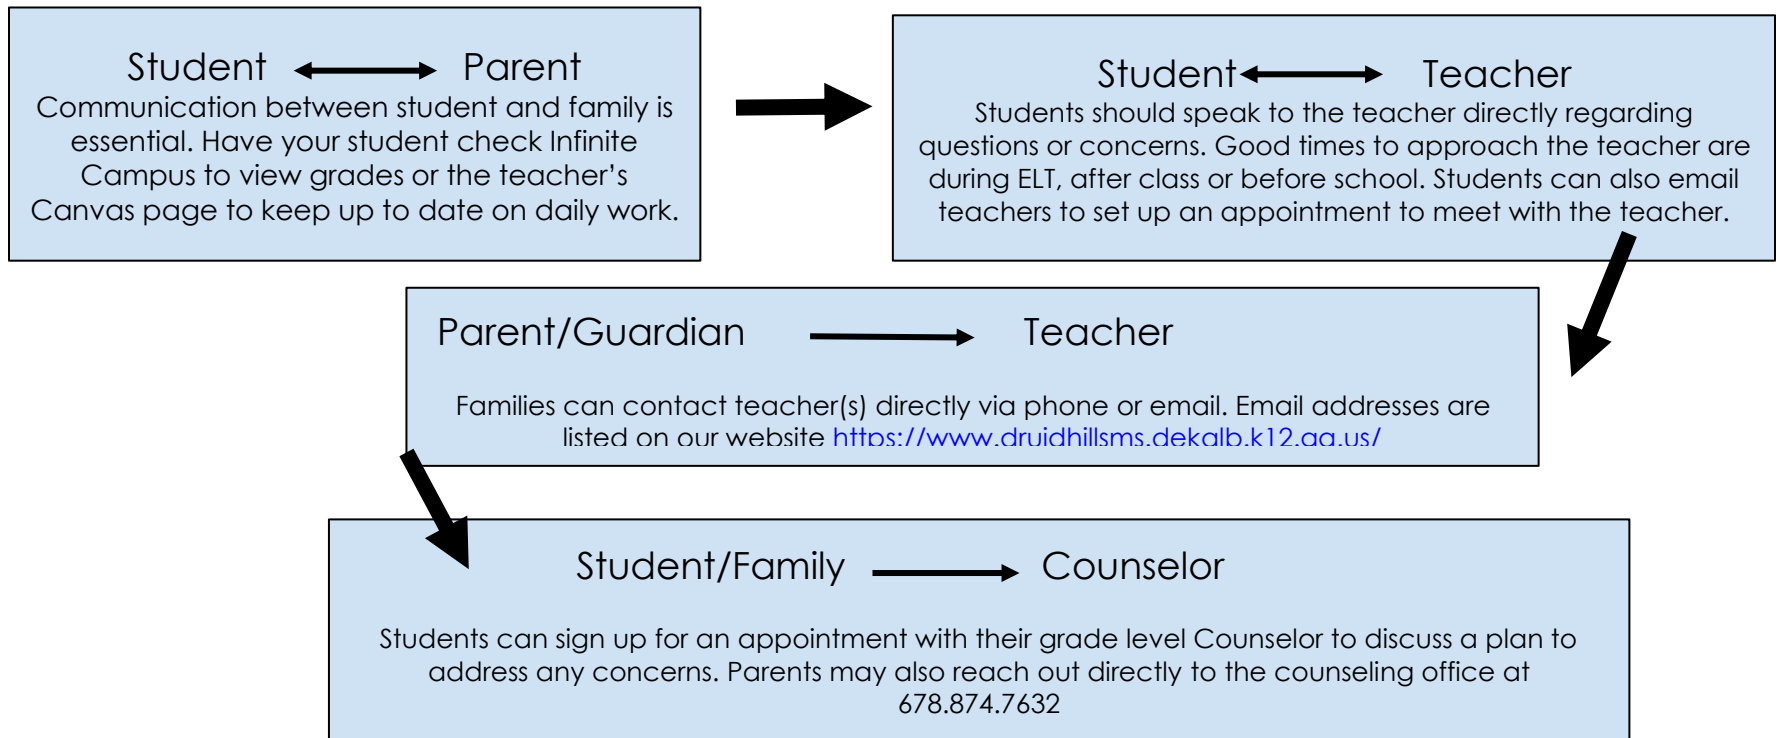 Student Parent
Communication between student and family is
essential. Have your student check Infinite
Campus to view grades or the teacher’s
Canvas page to keep up to date on daily work.
Student Teacher
Students should speak to the teacher directly regarding
questions or concerns. Good times to approach the teacher are
during ELT, after class or before school. Students can also email
teachers to set up an appointment to meet with the teacher.
Parent/Guardian Teacher
Families can contact teacher(s) directly via phone or email. Email addresses are
listed on our website https://www.druidhillsms.dekalb.k12.ga.us/
Student/Family Counselor
Students can sign up for an appointment with their grade level Counselor to discuss a plan to
address any concerns. Parents may also reach out directly to the counseling office at
678.874.7632